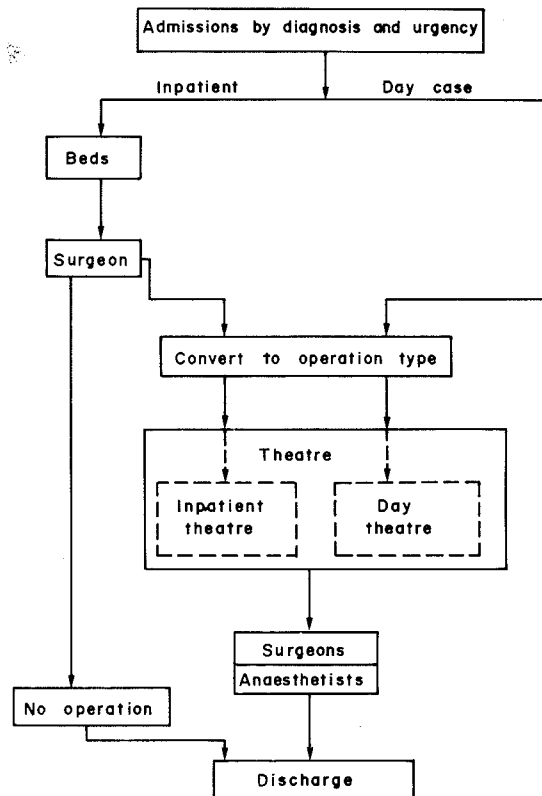 Admissions by diagnosis and urgency
Inpatient
Day case
Beds
Surgeon
Convert to operation type
Theatre
Inpatient
theatre
Day
theatre
Surgeons
Anaesthetists
No operation
Discharge